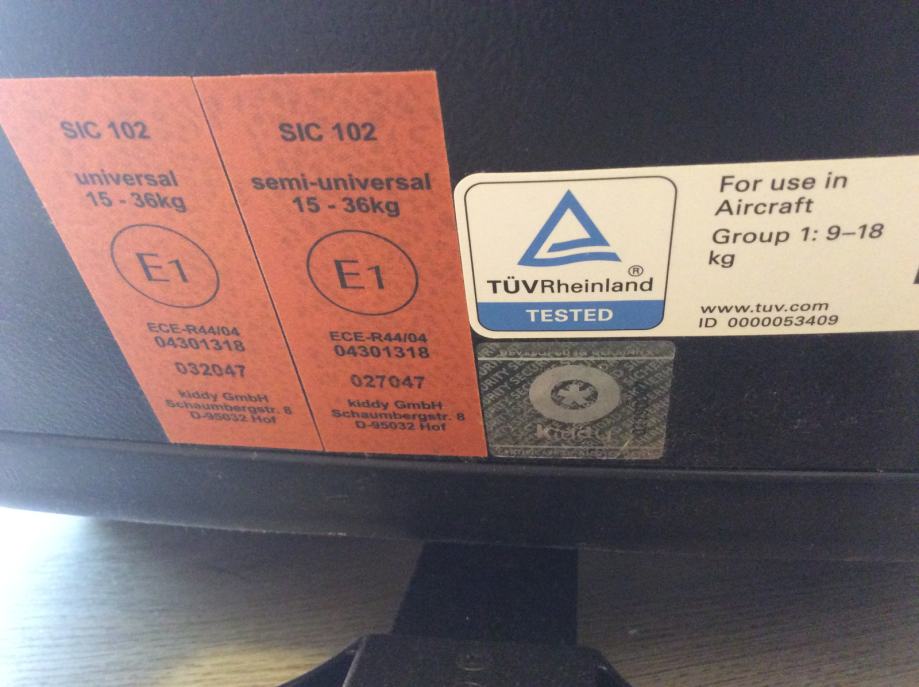 SIC 102
universal
15 - 36kg
E1
ECE-R44/04
04301318
032047
kiddy GmbH
Schaumbergstr. 8
D-95032 Hof
SIC 102
semi-universal
15 - 36kg
E1
ECE-R44/04
04301318
027047
kiddy GmbH
Schaumbergstr. 8
D-95032 Hof
TÜVRheinland®
TESTED
For use in
Aircraft
Group 1: 9–18
kg
www.tuv.com
ID 0000053409
kiddy